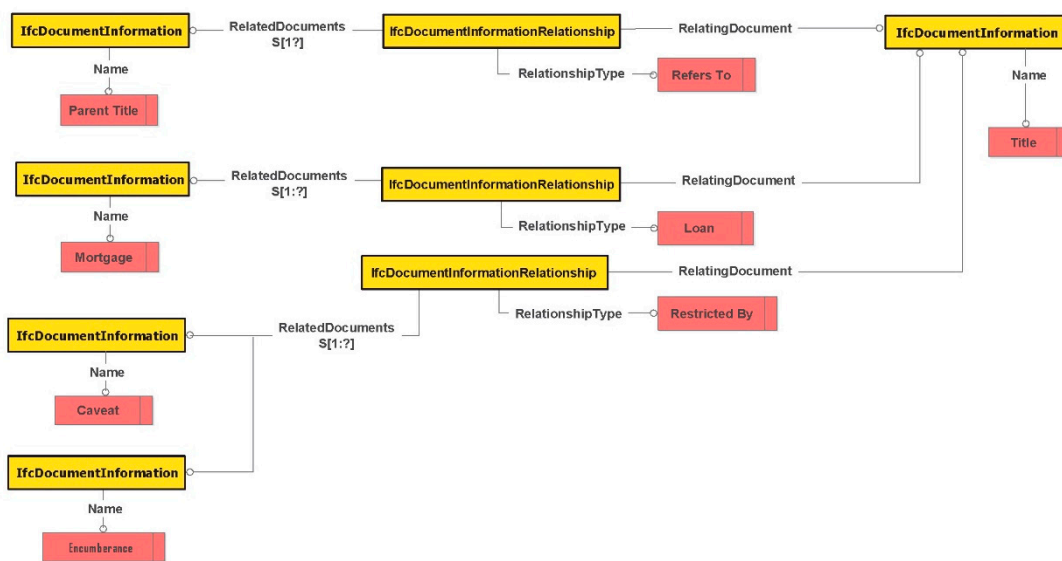 IfcDocumentInformation
RelatedDocuments
S[1?]
IfcDocumentInformationRelationship
RelatingDocument
IfcDocumentInformation
Name
RelationshipType
Refers To
Name
Parent Title
Title
IfcDocumentInformation
RelatedDocuments
S[1:?]
IfcDocumentInformationRelationship
RelatingDocument
Name
RelationshipType
Loan
Mortgage
IfcDocumentInformationRelationship
RelatingDocument
RelationshipType
Restricted By
IfcDocumentInformation
RelatedDocuments
S[1:?]
Name
Caveat
IfcDocumentInformation
Name
Encumberance